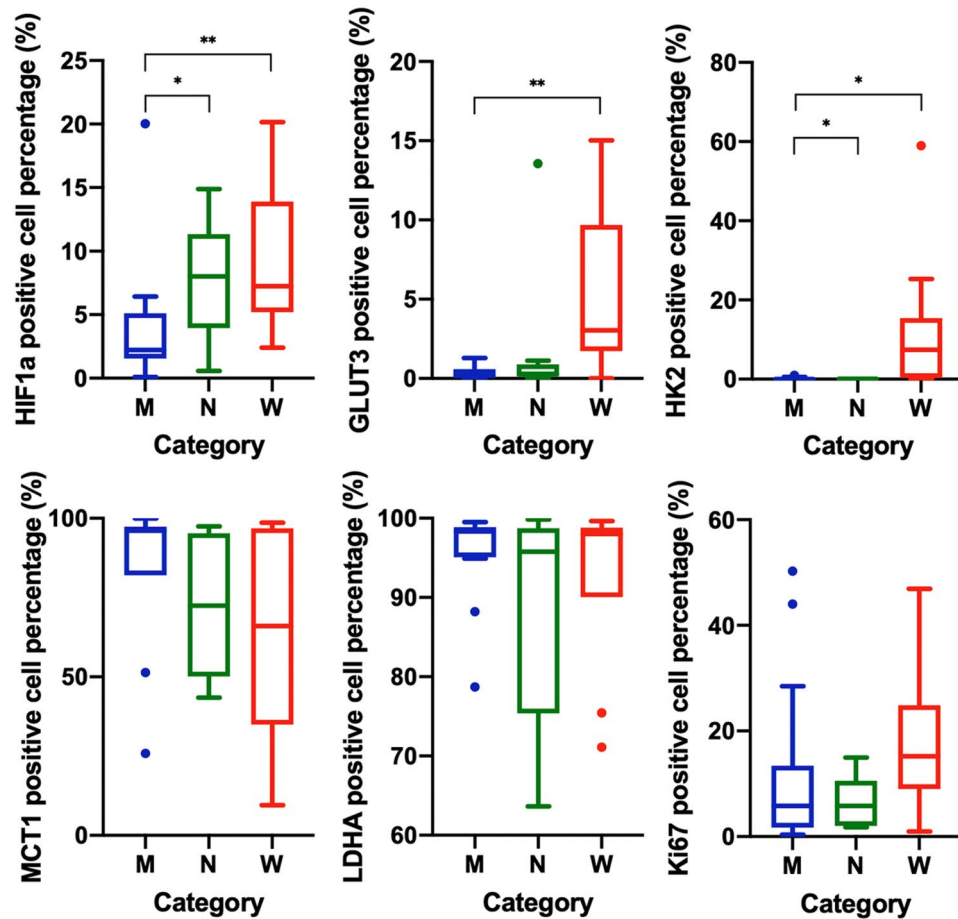 HIF1a positive cell percentage (%)
25
20
15
10
5
0
**
*
M N W
Category
GLUT3 positive cell percentage (%)
20
15
10
5
0
**
M N W
Category
HK2 positive cell percentage (%)
80
60
40
20
0
*
*
M N W
Category
MCT1 positive cell percentage (%)
100
50
0
M N W
Category
LDHA positive cell percentage (%)
100
90
80
70
60
M N W
Category
Ki67 positive cell percentage (%)
60
40
20
0
M N W
Category